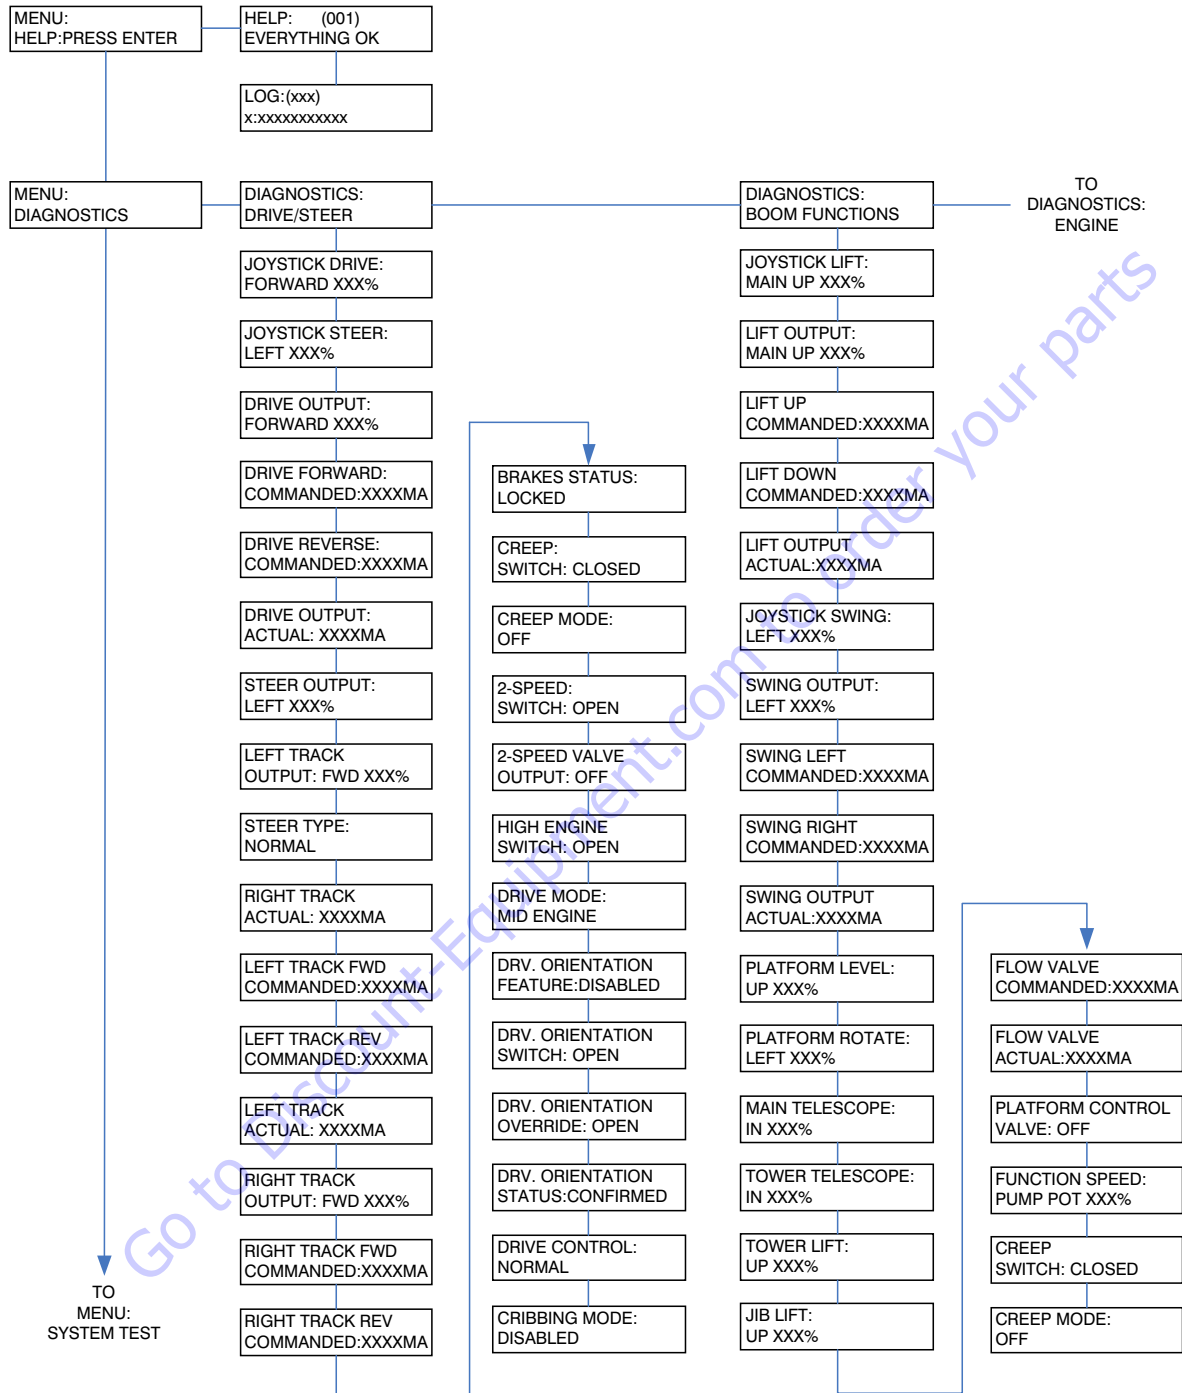 MENU:
HELP:PRESS ENTER
HELP: (001)
EVERYTHING OK
LOG:(xxx)
x:xxxxxxxxxxx
MENU:
DIAGNOSTICS
DIAGNOSTICS:
DRIVE/STEER
DIAGNOSTICS:
BOOM FUNCTIONS
TO
DIAGNOSTICS:
ENGINE
JOYSTICK DRIVE:
FORWARD XXX%
JOYSTICK STEER:
LEFT XXX%
DRIVE OUTPUT:
FORWARD XXX%
DRIVE FORWARD:
COMMANDED:XXXXMA
DRIVE REVERSE:
COMMANDED:XXXXMA
DRIVE OUTPUT:
ACTUAL: XXXXMA
STEER OUTPUT:
LEFT XXX%
LEFT TRACK
OUTPUT: FWD XXX%
STEER TYPE:
NORMAL
RIGHT TRACK
ACTUAL: XXXXMA
LEFT TRACK FWD
COMMANDED:XXXXMA
LEFT TRACK REV
COMMANDED:XXXXMA
LEFT TRACK
ACTUAL: XXXXMA
RIGHT TRACK
OUTPUT: FWD XXX%
RIGHT TRACK FWD
COMMANDED:XXXXMA
RIGHT TRACK REV
COMMANDED:XXXXMA
TO
MENU:
SYSTEM TEST
BRAKES STATUS:
LOCKED
CREEP:
SWITCH: CLOSED
CREEP MODE:
OFF
2-SPEED:
SWITCH: OPEN
2-SPEED VALVE
OUTPUT: OFF
HIGH ENGINE
SWITCH: OPEN
DRIVE MODE:
MID ENGINE
DRV. ORIENTATION
FEATURE:DISABLED
DRV. ORIENTATION
SWITCH: OPEN
DRV. ORIENTATION
OVERRIDE: OPEN
DRV. ORIENTATION
STATUS:CONFIRMED
DRIVE CONTROL:
NORMAL
CRIBBING MODE:
DISABLED
JOYSTICK LIFT:
MAIN UP XXX%
LIFT OUTPUT:
MAIN UP XXX%
LIFT UP
COMMANDED:XXXXMA
LIFT DOWN
COMMANDED:XXXXMA
LIFT OUTPUT
ACTUAL:XXXXMA
JOYSTICK SWING:
LEFT XXX%
SWING OUTPUT:
LEFT XXX%
SWING LEFT
COMMANDED:XXXXMA
SWING RIGHT
COMMANDED:XXXXMA
SWING OUTPUT
ACTUAL:XXXXMA
PLATFORM LEVEL:
UP XXX%
PLATFORM ROTATE:
LEFT XXX%
MAIN TELESCOPE:
IN XXX%
TOWER TELESCOPE:
IN XXX%
TOWER LIFT:
UP XXX%
JIB LIFT:
UP XXX%
FLOW VALVE
COMMANDED:XXXXMA
FLOW VALVE
ACTUAL:XXXXMA
PLATFORM CONTROL
VALVE: OFF
FUNCTION SPEED:
PUMP POT XXX%
CREEP
SWITCH: CLOSED
CREEP MODE:
OFF
Go to Discount-Equipment.com to order your parts